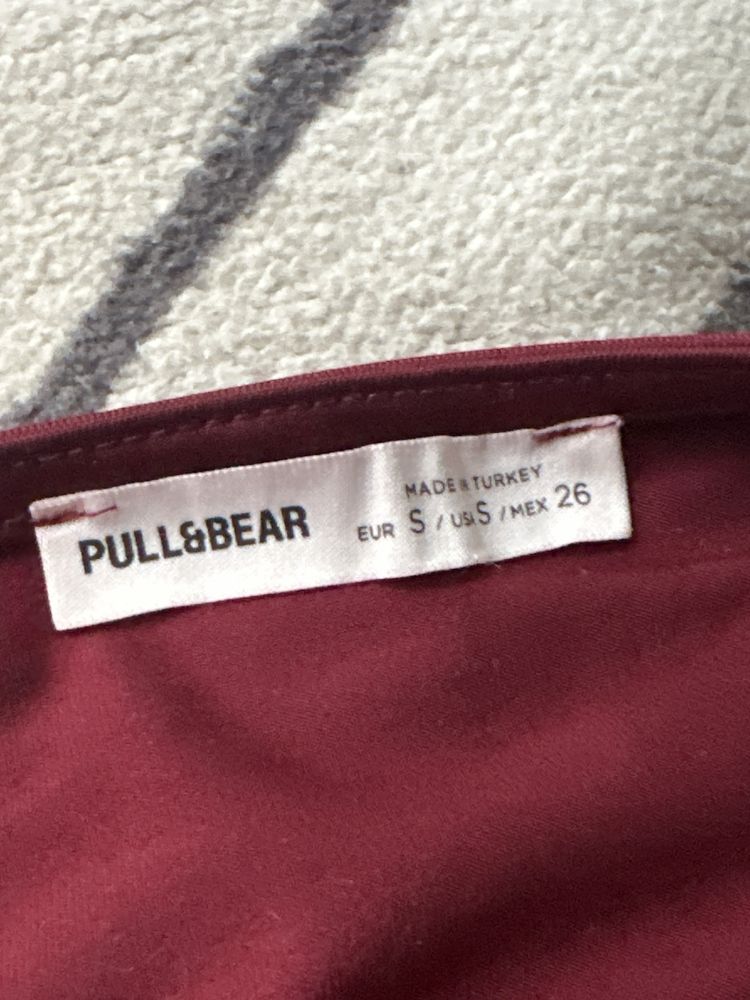 PULL&BEAR
MADE IN TURKEY
EUR S / USA S / MEX 26